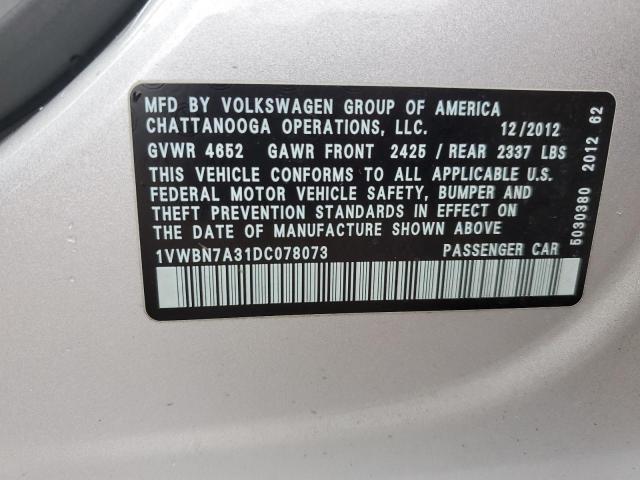 MFD BY VOLKSWAGEN GROUP OF AMERICA
CHATTANOOGA OPERATIONS, LLC. 12/2012
GVWR 4652 GAWR FRONT 2425 / REAR 2337 LBS
THIS VEHICLE CONFORMS TO ALL APPLICABLE U.S.
FEDERAL MOTOR VEHICLE SAFETY, BUMPER AND
THEFT PREVENTION STANDARDS IN EFFECT ON
THE DATE OF MANUFACTURE SHOWN ABOVE
1VWBN7A31DC078073 PASSENGER CAR
5030380 2012 62